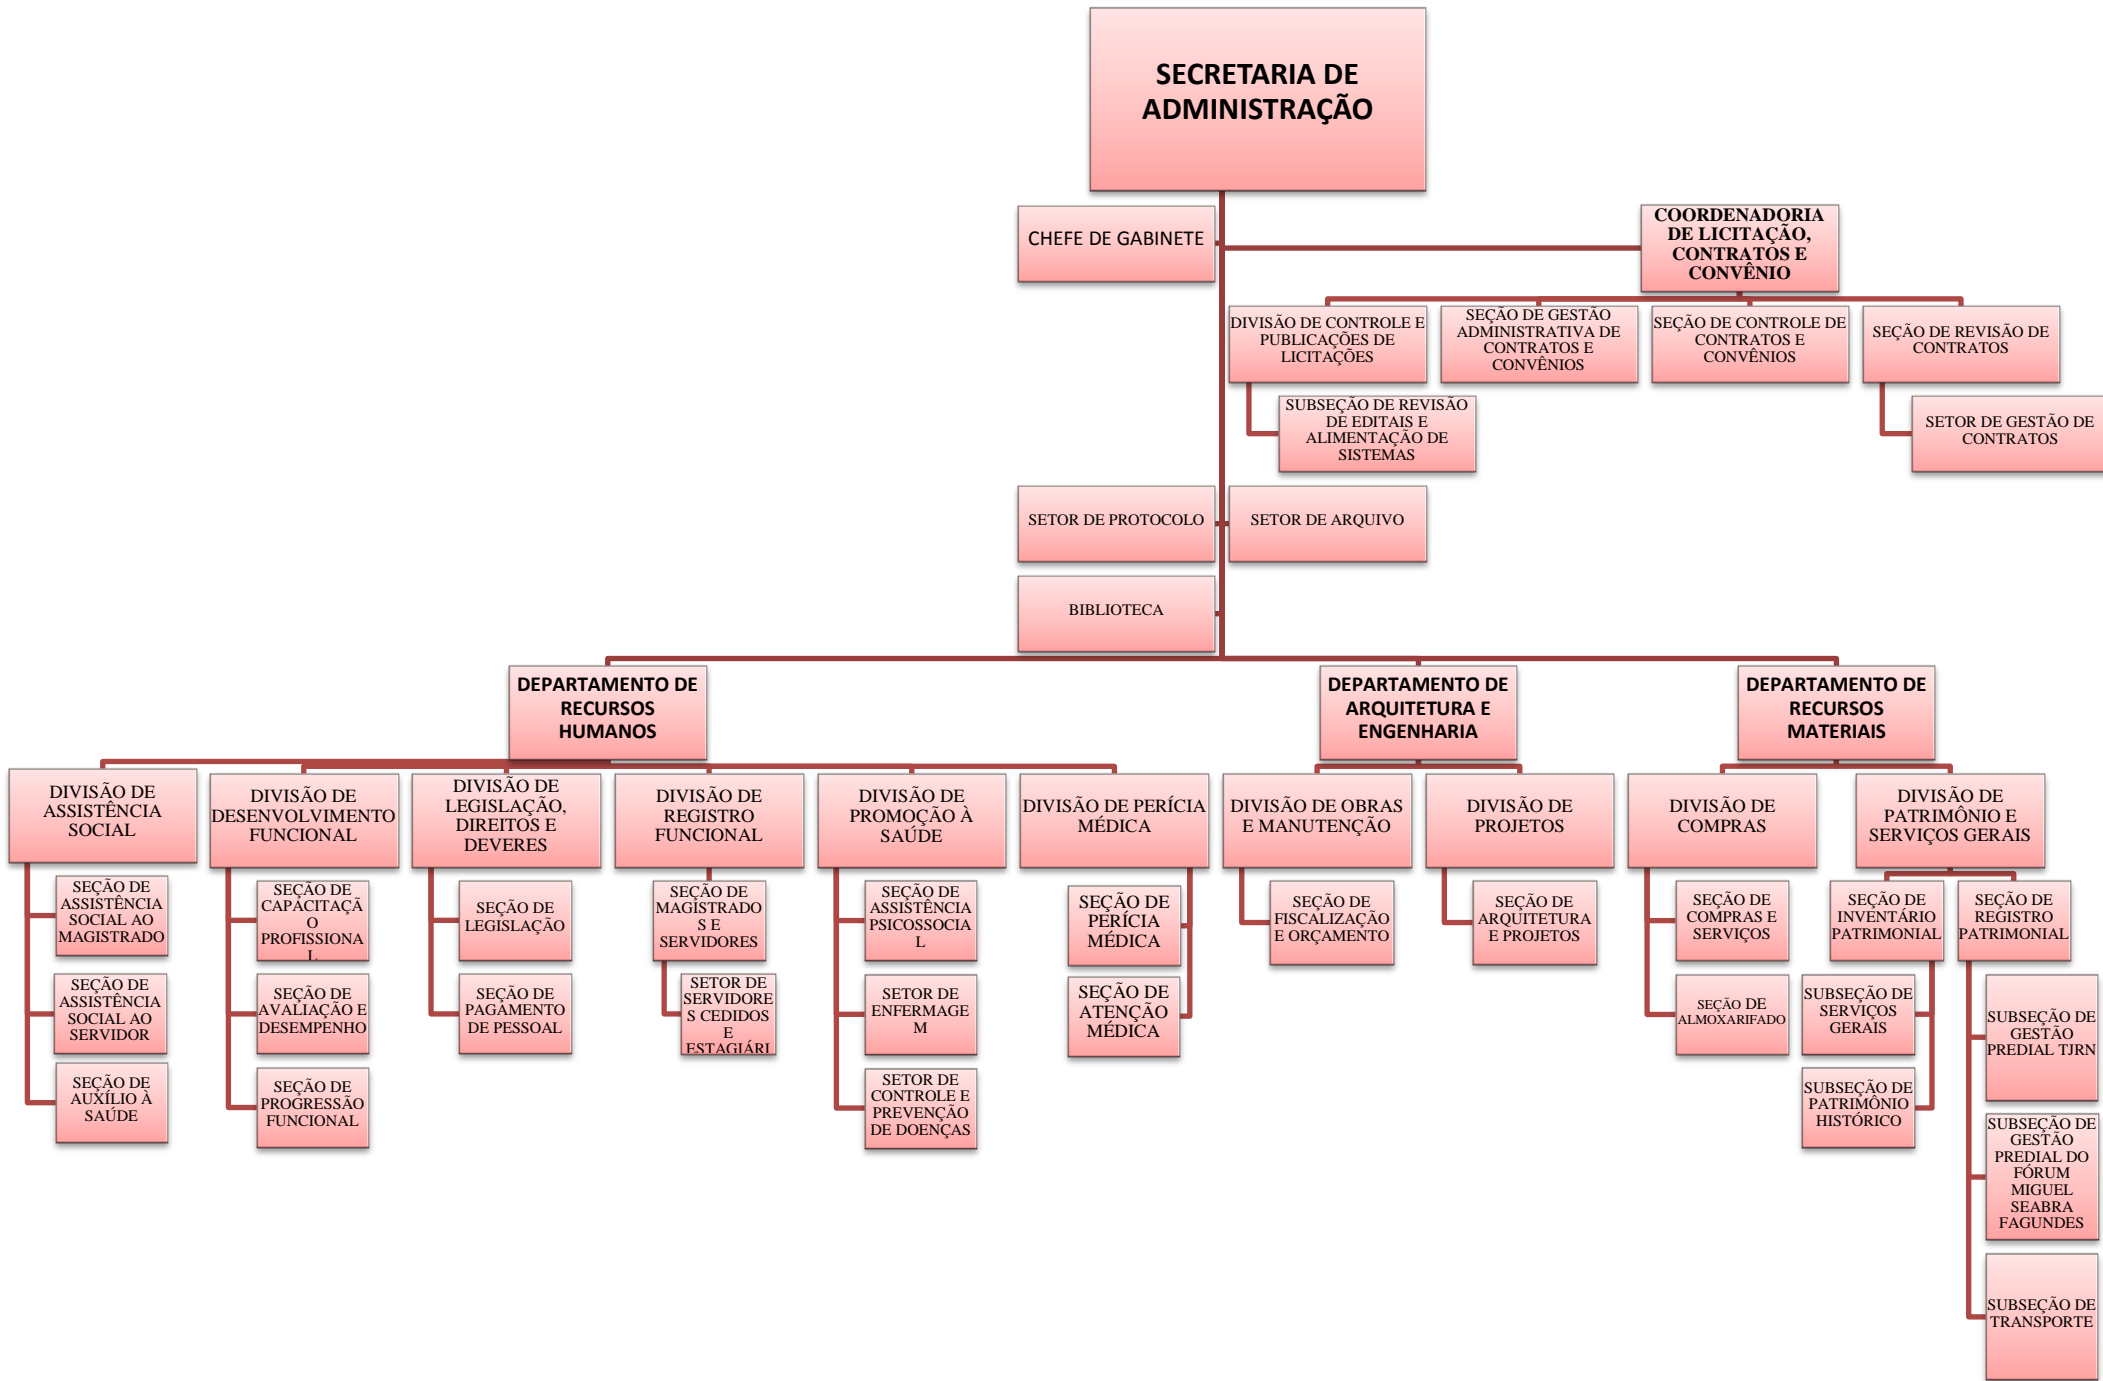 SECRETARIA DE
ADMINISTRAÇÃO
CHEFE DE GABINETE
COORDENADORIA
DE LICITAÇÃO,
CONTRATOS E
CONVÊNIO
DIVISÃO DE CONTROLE E
PUBLICAÇÕES DE
LICITAÇÕES
SEÇÃO DE GESTÃO
ADMINISTRATIVA DE
CONTRATOS E
CONVÊNIOS
SEÇÃO DE CONTROLE DE
CONTRATOS E
CONVÊNIOS
SEÇÃO DE REVISÃO DE
CONTRATOS
SUBSEÇÃO DE REVISÃO
DE EDITAIS E
ALIMENTAÇÃO DE
SISTEMAS
SETOR DE GESTÃO DE
CONTRATOS
SETOR DE PROTOCOLO
SETOR DE ARQUIVO
BIBLIOTECA
DEPARTAMENTO DE
RECURSOS
HUMANOS
DEPARTAMENTO DE
ARQUITETURA E
ENGENHARIA
DEPARTAMENTO DE
RECURSOS
MATERIAIS
DIVISÃO DE
ASSISTÊNCIA
SOCIAL
DIVISÃO DE
DESENVOLVIMENTO
FUNCIONAL
DIVISÃO DE
LEGISLAÇÃO,
DIREITOS E
DEVERES
DIVISÃO DE
REGISTRO
FUNCIONAL
DIVISÃO DE
PROMOÇÃO À
SAÚDE
DIVISÃO DE PERÍCIA
MÉDICA
DIVISÃO DE OBRAS
E MANUTENÇÃO
DIVISÃO DE
PROJETOS
DIVISÃO DE
COMPRAS
DIVISÃO DE
PATRIMÔNIO E
SERVIÇOS GERAIS
SEÇÃO DE
ASSISTÊNCIA
SOCIAL AO
MAGISTRADO
SEÇÃO DE
ASSISTÊNCIA
SOCIAL AO
SERVIDOR
SEÇÃO DE
AUXÍLIO À
SAÚDE
SEÇÃO DE
CAPACITAÇÃ
O
PROFISSIONA
L
SEÇÃO DE
AVALIAÇÃO E
DESEMPENHO
SEÇÃO DE
PROGRESSÃO
FUNCIONAL
SEÇÃO DE
LEGISLAÇÃO
SEÇÃO DE
PAGAMENTO
DE PESSOAL
SEÇÃO DE
MAGISTRADO
S E
SERVIDORES
SETOR DE
SERVIDORE
S CEDIDOS
E
ESTAGIÁRI
SEÇÃO DE
ASSISTÊNCIA
PSICOSSOCIA
L
SETOR DE
ENFERMAGE
M
SETOR DE
CONTROLE E
PREVENÇÃO
DE DOENÇAS
SEÇÃO DE
PERÍCIA
MÉDICA
SEÇÃO DE
ATENÇÃO
MÉDICA
SEÇÃO DE
FISCALIZAÇÃO
E ORÇAMENTO
SEÇÃO DE
ARQUITETURA
E PROJETOS
SEÇÃO DE
COMPRAS E
SERVIÇOS
SEÇÃO DE
ALMOXARIFADO
SEÇÃO DE
INVENTÁRIO
PATRIMONIAL
SUBSEÇÃO DE
SERVIÇOS
GERAIS
SUBSEÇÃO DE
PATRIMÔNIO
HISTÓRICO
SEÇÃO DE
REGISTRO
PATRIMONIAL
SUBSEÇÃO DE
GESTÃO
PREDIAL TJRN
SUBSEÇÃO DE
GESTÃO
PREDIAL DO
FÓRUM
MIGUEL
SEABRA
FAGUNDES
SUBSEÇÃO DE
TRANSPORTE